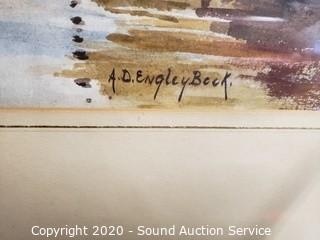 A.D. Engley Beck.
Copyright 2020 - Sound Auction Service